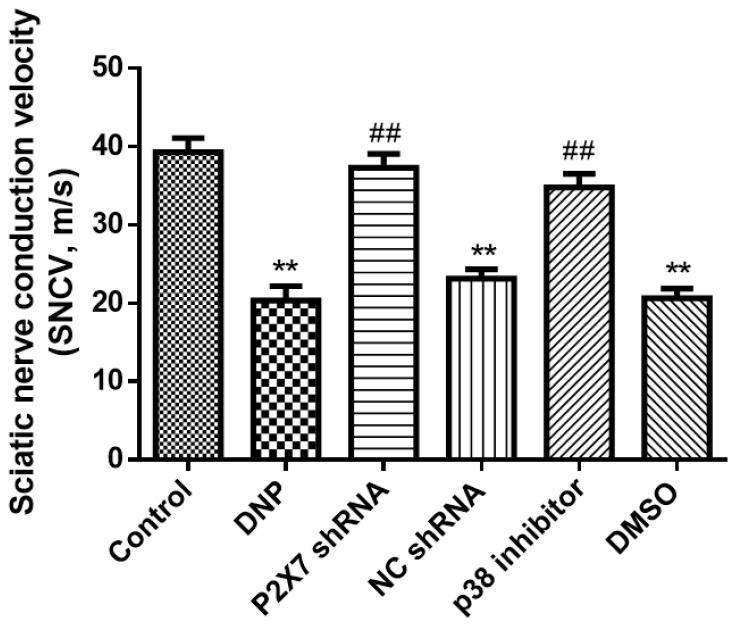 Sciatic nerve conduction velocity
(SNCV, m/s)
50
40
30
20
10
0
**
##
**
##
**
Control
DNP
P2X7 shRNA
NC shRNA
p38 inhibitor
DMSO